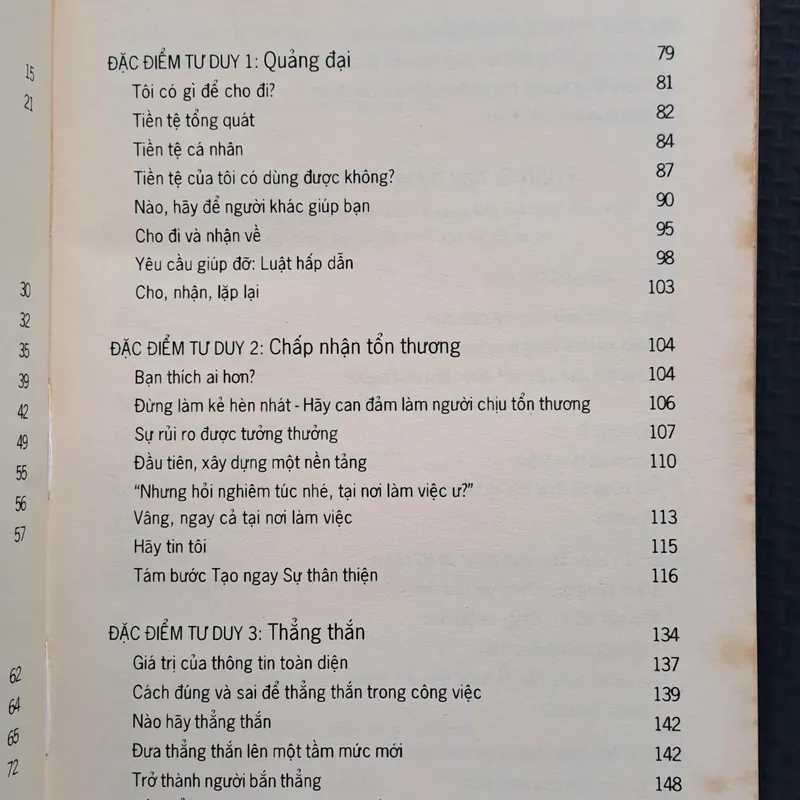 15
21
30
32
35
39
42
49
55
56
57
62
64
65
72
ĐẶC ĐIỂM TƯ DUY 1: Quảng đại 79
Tôi có gì để cho đi? 81
Tiền tệ tổng quát 82
Tiền tệ cá nhân 84
Tiền tệ của tôi có dùng được không? 87
Nào, hãy để người khác giúp bạn 90
Cho đi và nhận về 95
Yêu cầu giúp đỡ: Luật hấp dẫn 98
Cho, nhận, lặp lại 103
ĐẶC ĐIỂM TƯ DUY 2: Chấp nhận tổn thương 104
Bạn thích ai hơn? 104
Đừng làm kẻ hèn nhát - Hãy can đảm làm người chịu tổn thương 106
Sự rủi ro được tưởng thưởng 107
Đầu tiên, xây dựng một nền tảng 110
“Nhưng hỏi nghiêm túc nhé, tại nơi làm việc ư?”
Vâng, ngay cả tại nơi làm việc 113
Hãy tin tôi 115
Tám bước Tạo ngay Sự thân thiện 116
ĐẶC ĐIỂM TƯ DUY 3: Thẳng thắn 134
Giá trị của thông tin toàn diện 137
Cách đúng và sai để thẳng thắn trong công việc 139
Nào hãy thẳng thắn 142
Đưa thẳng thắn lên một tầm mức mới 142
Trở thành người bắn thẳng 148